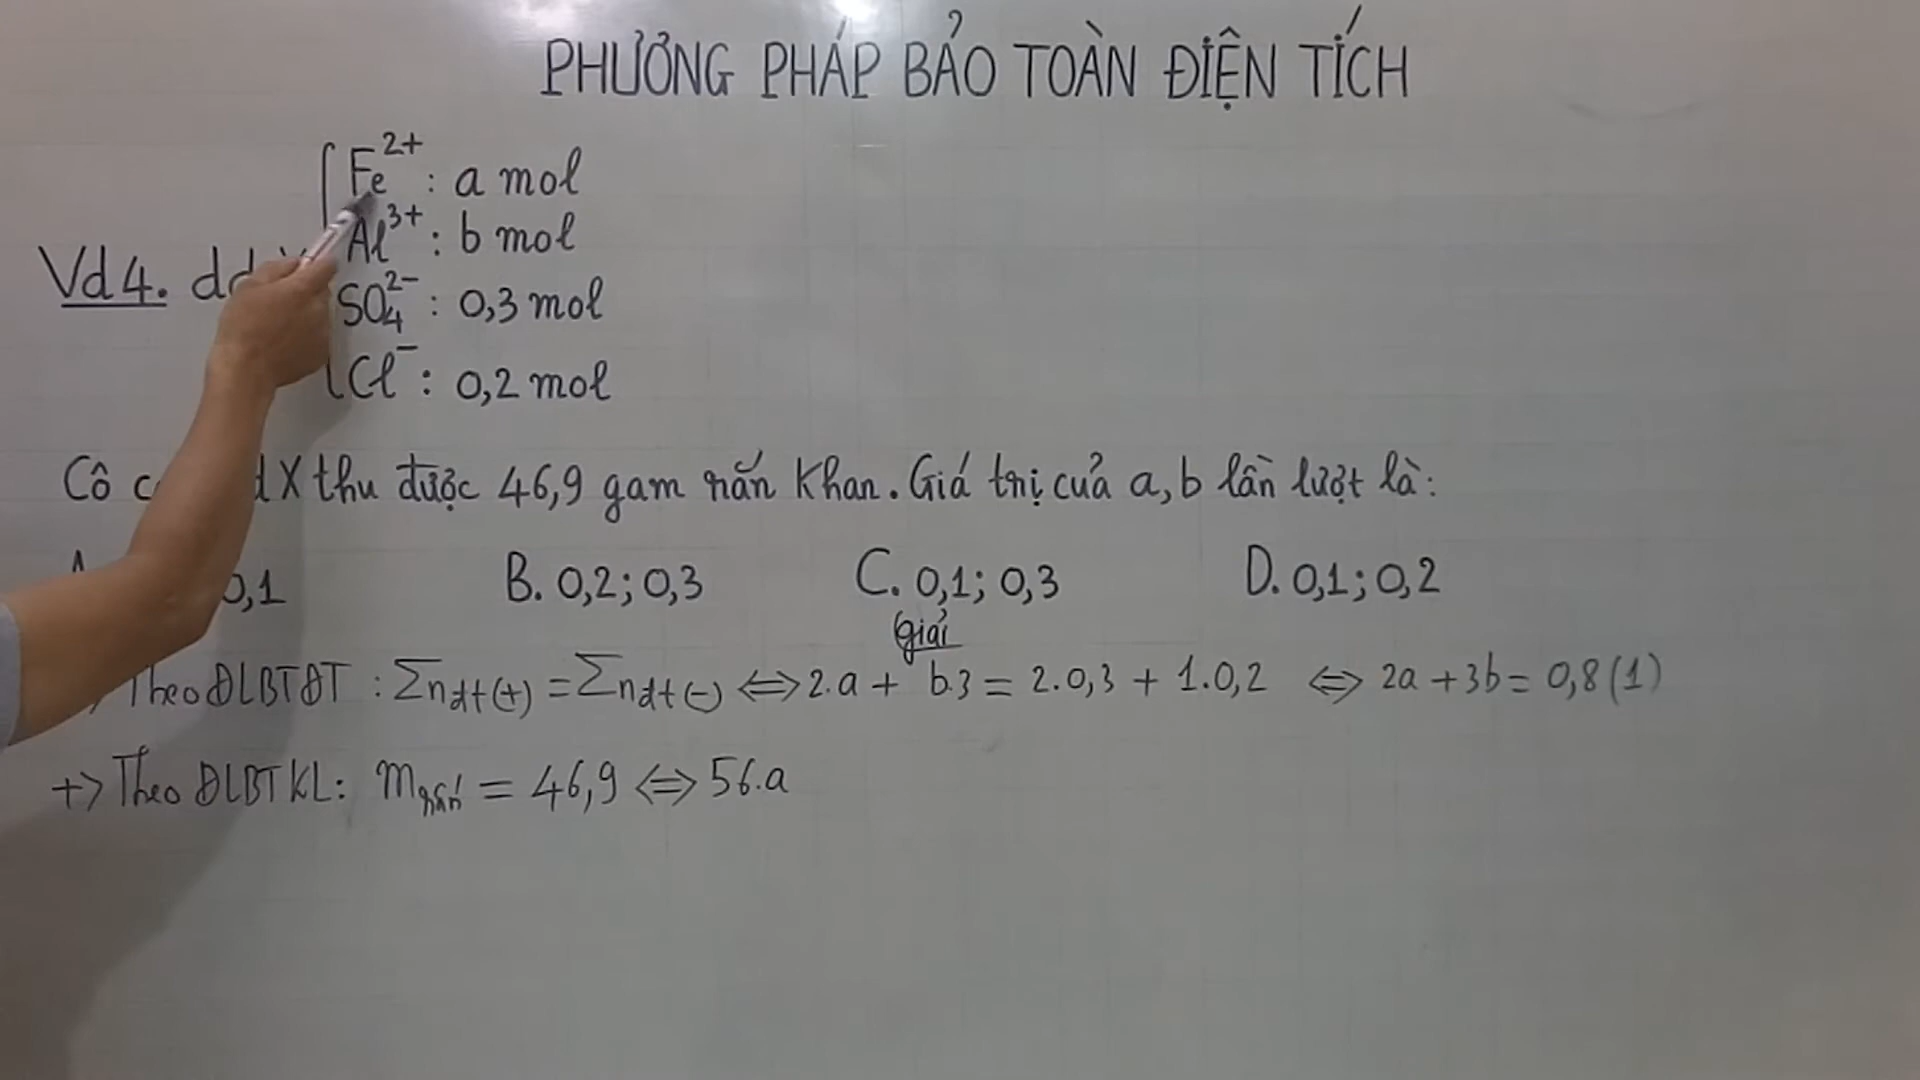 PHƯƠNG PHÁP BẢO TOÀN ĐIỆN TÍCH
Fe²⁺ : a mol
Al³⁺ : b mol
Vd4. dd
SO₄²⁻ : 0,3 mol
Cl⁻ : 0,2 mol
Cô X thu được 46,9 gam rắn khan. Giá trị của a, b lần lượt là:
0,1 B. 0,2; 0,3 C. 0,1; 0,3 D. 0,1; 0,2
Giải
Theo ĐLBTĐT : Σnđt(+) = Σnđt(-) ⇔ 2.a + b.3 = 2.0,3 + 1.0,2 ⇔ 2a + 3b = 0,8 (1)
+> Theo ĐLBTKL: mrắn = 46,9 ⇔ 56.a